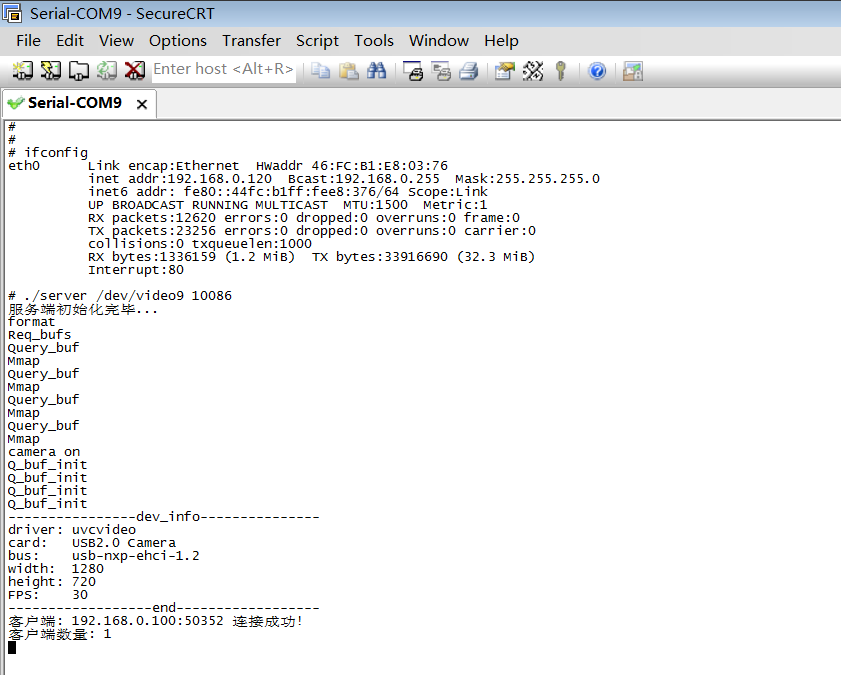 Serial-COM9 - SecureCRT
File Edit View Options Transfer Script Tools Window Help
Enter host <Alt+R>
Serial-COM9
#
#
# ifconfig
eth0      Link encap:Ethernet  HWaddr 46:FC:B1:E8:03:76
          inet addr:192.168.0.120  Bcast:192.168.0.255  Mask:255.255.255.0
          inet6 addr: fe80::44fc:b1ff:fee8:376/64 Scope:Link
          UP BROADCAST RUNNING MULTICAST  MTU:1500  Metric:1
          RX packets:12620 errors:0 dropped:0 overruns:0 frame:0
          TX packets:23256 errors:0 dropped:0 overruns:0 carrier:0
          collisions:0 txqueuelen:1000
          RX bytes:1336159 (1.2 MiB)  TX bytes:33916690 (32.3 MiB)
          Interrupt:80
# ./server /dev/video9 10086
服务端初始化完毕...
format
Req_bufs
Query_buf
Mmap
Query_buf
Mmap
Query_buf
Mmap
Query_buf
Mmap
camera on
Q_buf_init
Q_buf_init
Q_buf_init
Q_buf_init
----------------dev_info---------------
driver: uvcvideo
card:   USB2.0 Camera
bus:    usb-nxp-ehci-1.2
width:  1280
height: 720
FPS:    30
------------------end------------------
客户端: 192.168.0.100:50352 连接成功!
客户端数量: 1